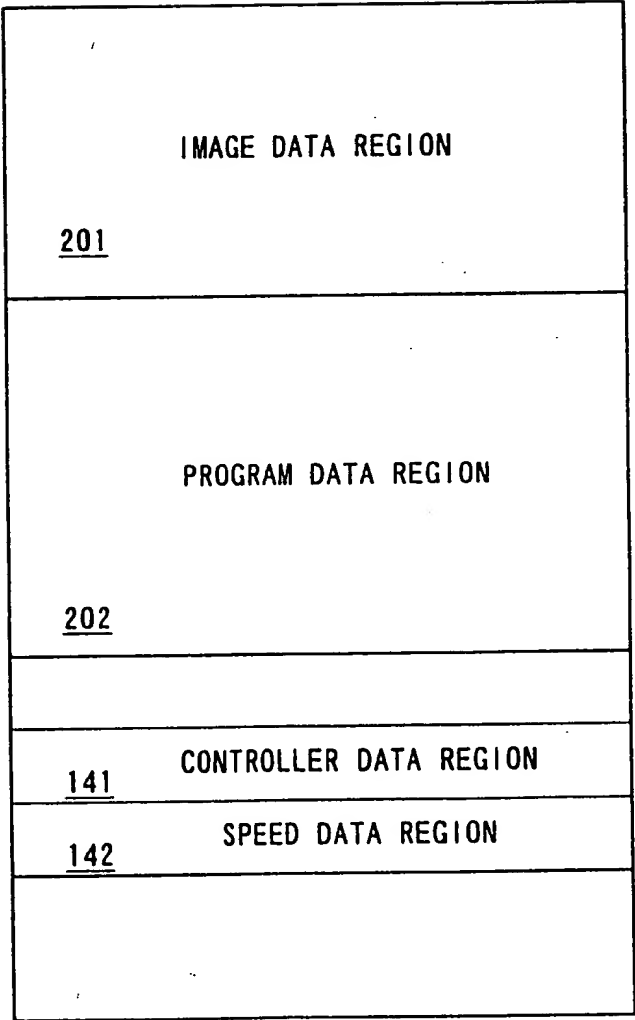 IMAGE DATA REGION
201
PROGRAM DATA REGION
202
CONTROLLER DATA REGION
141
SPEED DATA REGION
142